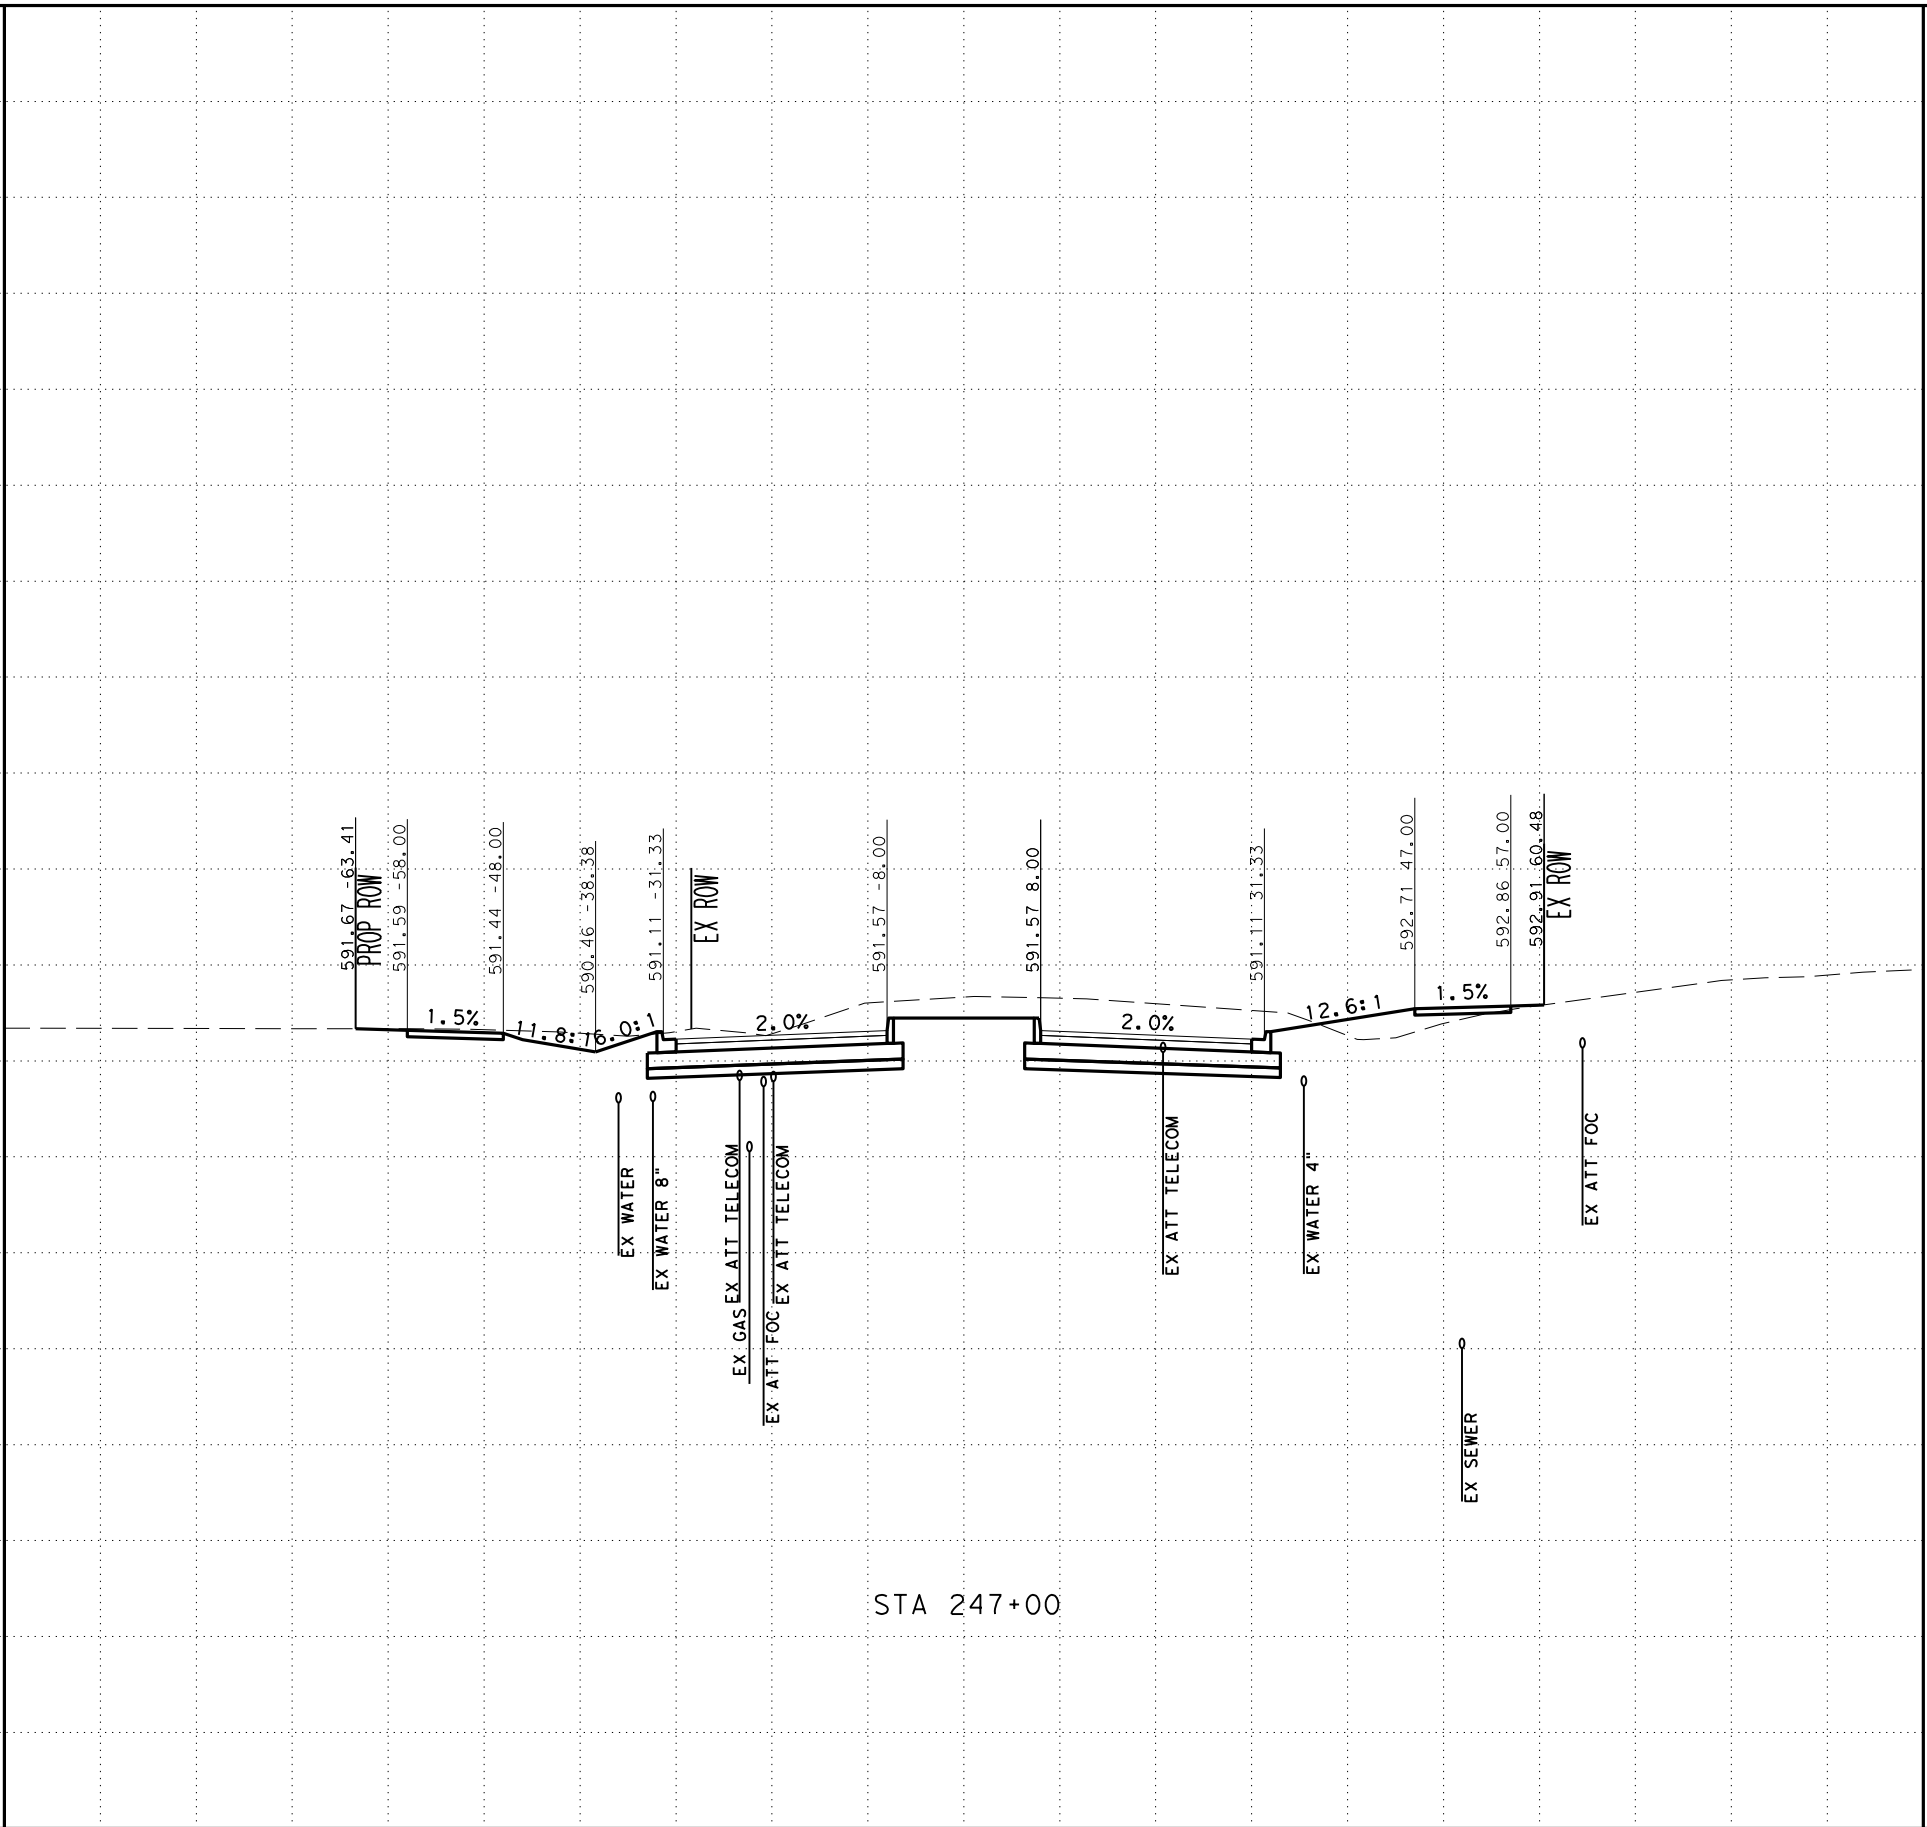 591.67 -63.41
PROP ROW
591.59 -58.00
591.44 -48.00
590.46 -38.38
591.11 -31.33
EX ROW
591.57 -8.00
591.57 8.00
591.11 31.33
592.71 47.00
592.86 57.00
592.91 60.48
EX ROW
1.5%
11.8:1
6.0:1
2.0%
2.0%
12.6:1
1.5%
EX WATER
EX WATER 8"
EX ATT TELECOM
EX GAS
EX ATT FOC
EX ATT TELECOM
EX ATT TELECOM
EX WATER 4"
EX SEWER
EX ATT FOC
STA 247+00